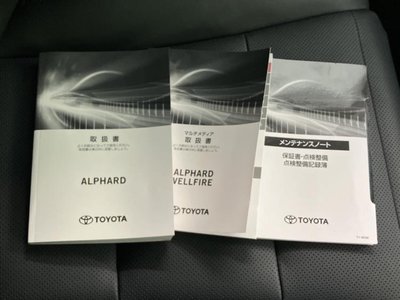 取扱書
ALPHARD
TOYOTA
マルチメディア
取扱書
ALPHARD
VELLFIRE
TOYOTA
メンテナンスノート
保証書・点検整備
点検整備記録簿
TOYOTA